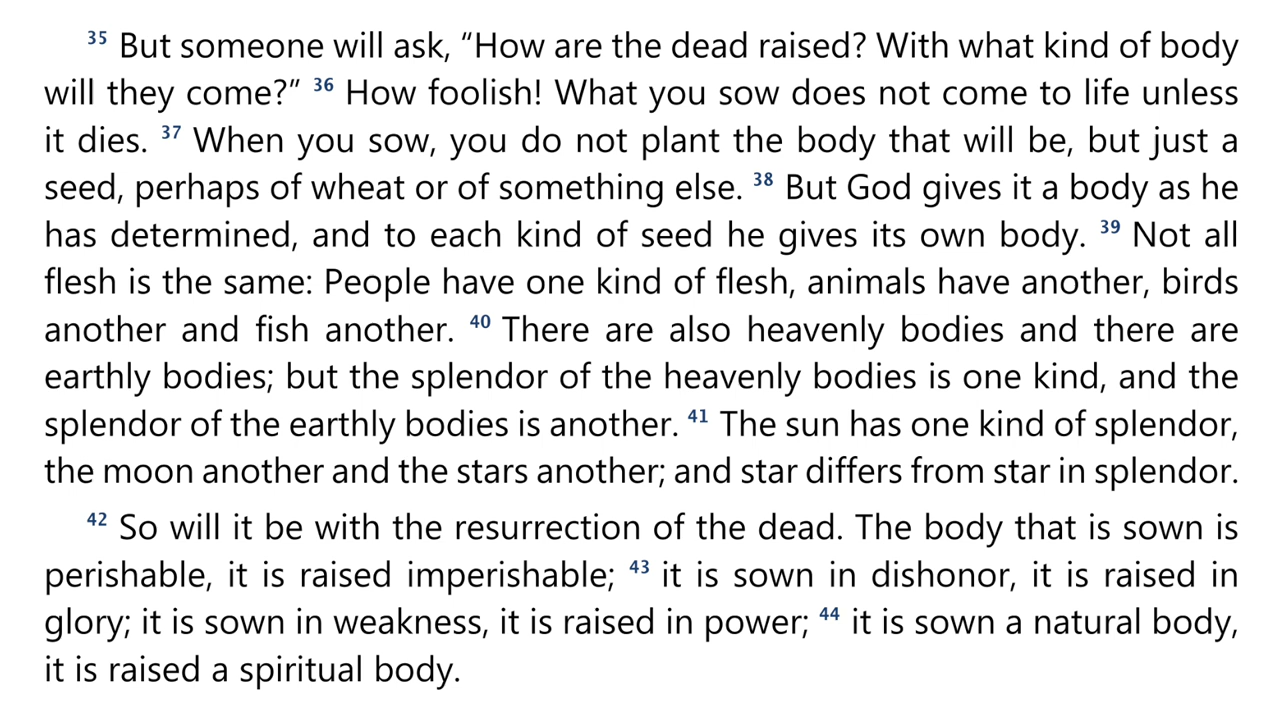 35 But someone will ask, “How are the dead raised? With what kind of body
will they come?” 36 How foolish! What you sow does not come to life unless
it dies. 37 When you sow, you do not plant the body that will be, but just a
seed, perhaps of wheat or of something else. 38 But God gives it a body as he
has determined, and to each kind of seed he gives its own body. 39 Not all
flesh is the same: People have one kind of flesh, animals have another, birds
another and fish another. 40 There are also heavenly bodies and there are
earthly bodies; but the splendor of the heavenly bodies is one kind, and the
splendor of the earthly bodies is another. 41 The sun has one kind of splendor,
the moon another and the stars another; and star differs from star in splendor.
42 So will it be with the resurrection of the dead. The body that is sown is
perishable, it is raised imperishable; 43 it is sown in dishonor, it is raised in
glory; it is sown in weakness, it is raised in power; 44 it is sown a natural body,
it is raised a spiritual body.